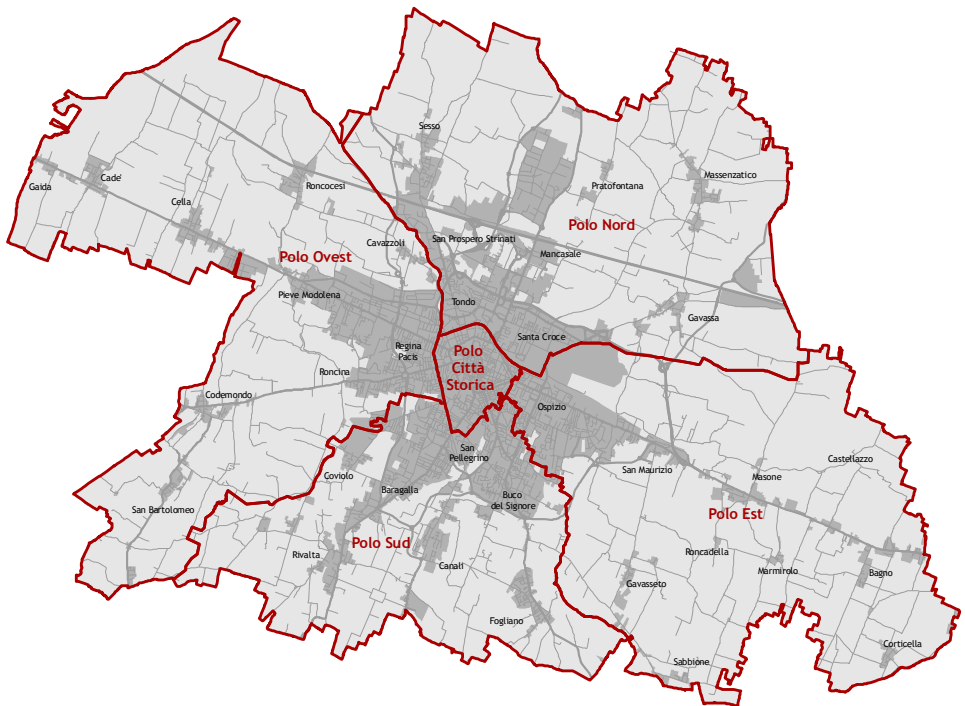 Sesso
Massenzatico
Pratofontana
Cade'
Gaida
Roncocesi
Cella
Polo Nord
San Prospero Strinati
Cavazzoli
Mancasale
Polo Ovest
Pieve Modolena
Tondo
Gavassa
Santa Croce
Regina
Pacis
Polo
Città
Storica
Roncina
Codemondo
Ospizio
San
Pellegrino
Castellazzo
San Maurizio
Coviolo
Masone
Baragalla
Buco
del Signore
San Bartolomeo
Polo Est
Polo Sud
Rivalta
Roncadella
Canali
Marmirolo
Bagno
Gavasseto
Fogliano
Corticella
Sabbione